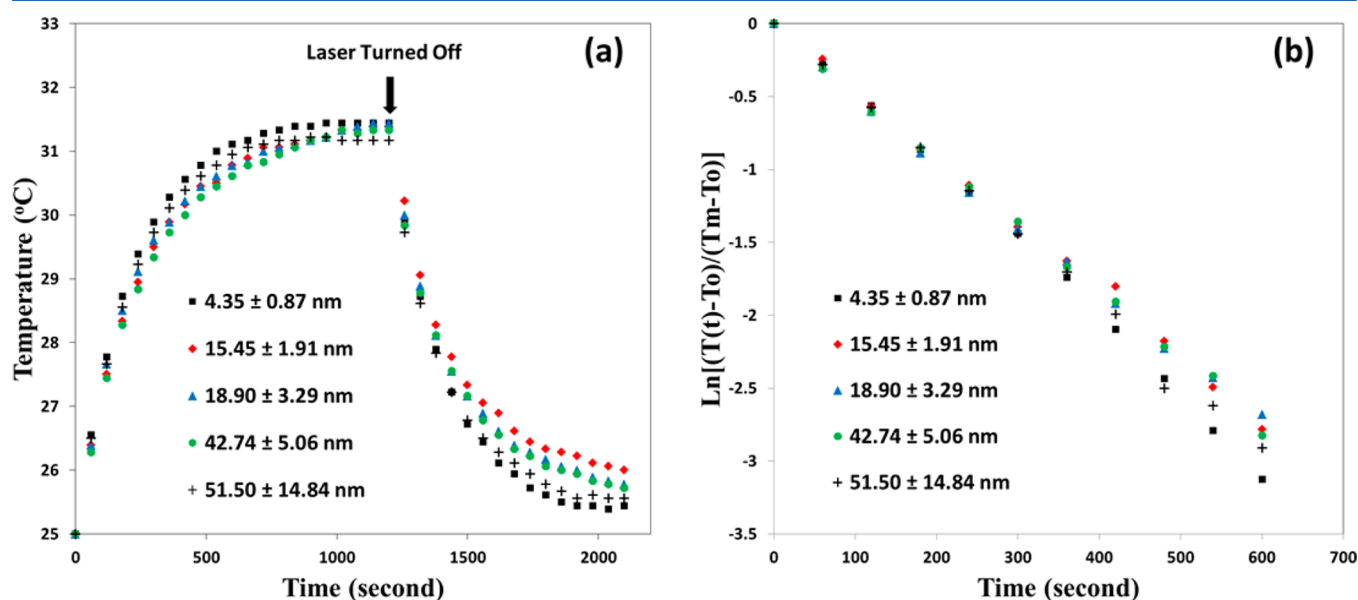 (a)
Laser Turned Off
Temperature (°C)
33
32
31
30
29
28
27
26
25
4.35 ± 0.87 nm
15.45 ± 1.91 nm
18.90 ± 3.29 nm
42.74 ± 5.06 nm
51.50 ± 14.84 nm
0
500
1000
1500
2000
Time (second)
(b)
Ln[(T(t)-To)/(Tm-To)]
0
-0.5
-1
-1.5
-2
-2.5
-3
-3.5
4.35 ± 0.87 nm
15.45 ± 1.91 nm
18.90 ± 3.29 nm
42.74 ± 5.06 nm
51.50 ± 14.84 nm
0
100
200
300
400
500
600
700
Time (second)